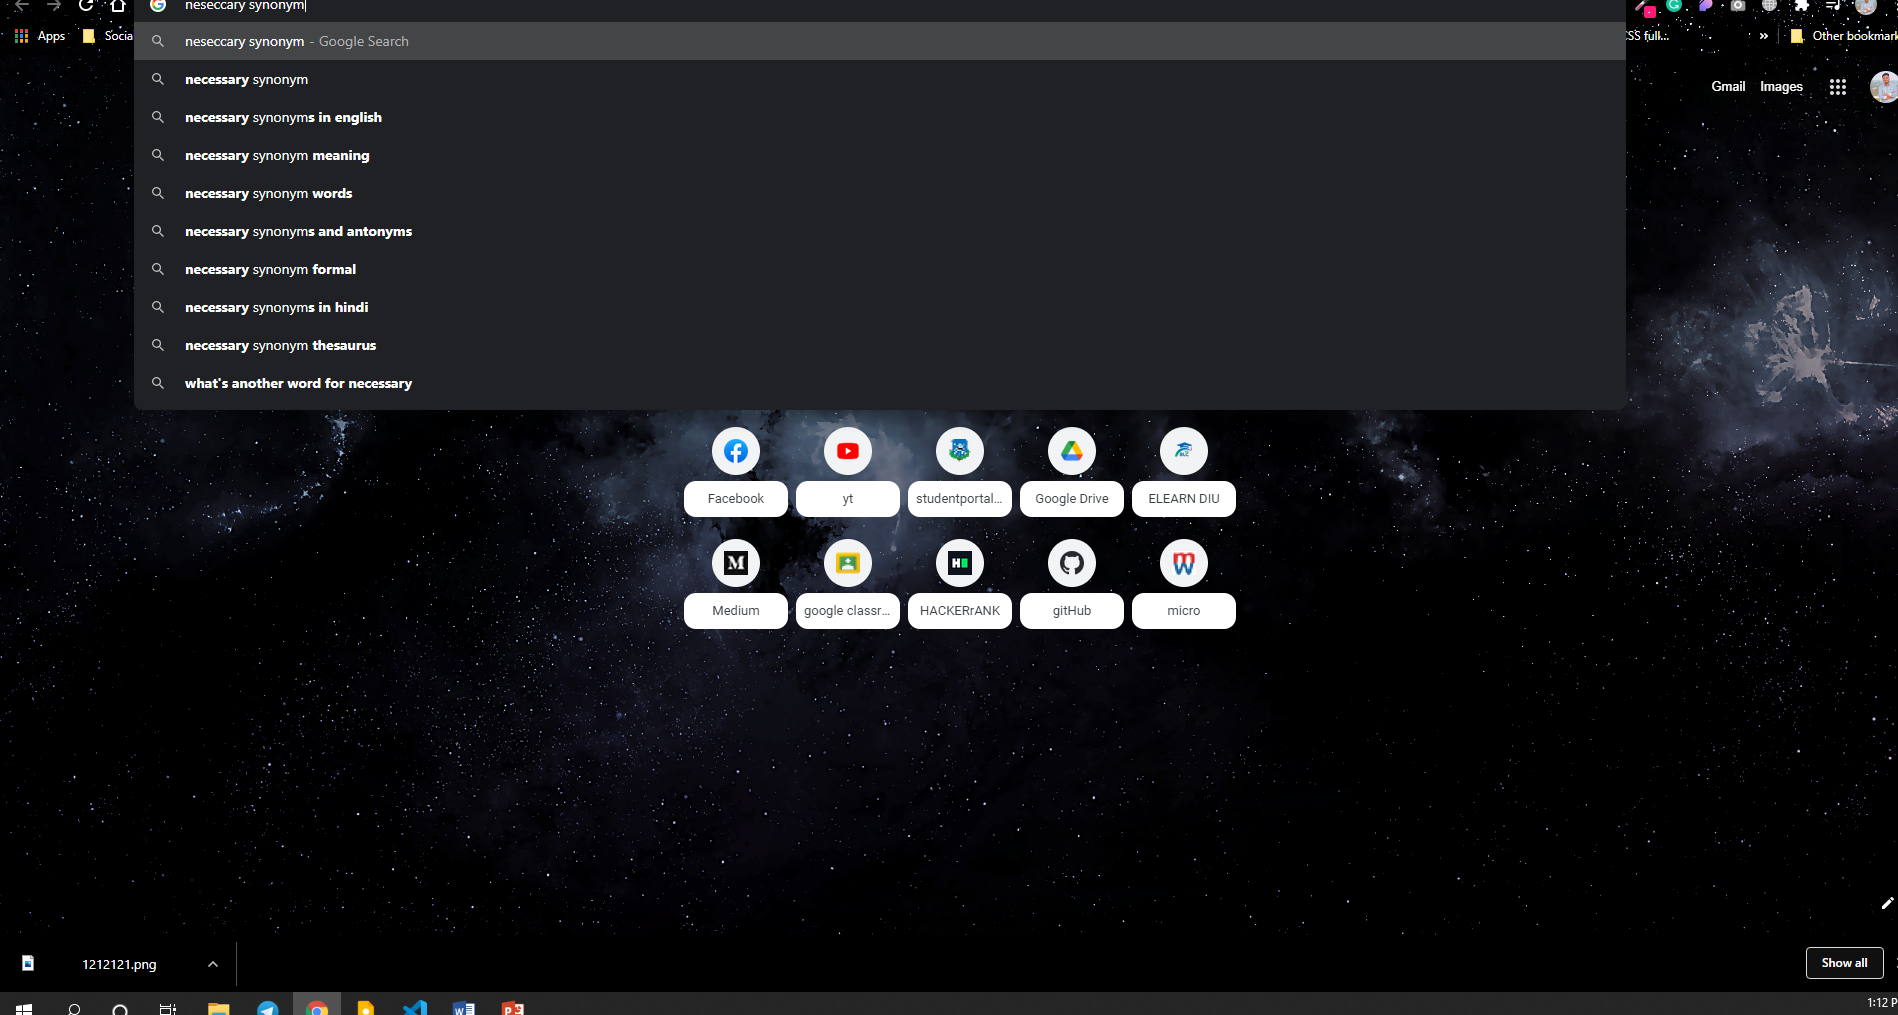 neseccary synonym
Apps
Socia
SS full...
»
Other bookmark
neseccary synonym - Google Search
necessary synonym
necessary synonyms in english
necessary synonym meaning
necessary synonym words
necessary synonyms and antonyms
necessary synonym formal
necessary synonyms in hindi
necessary synonym thesaurus
what's another word for necessary
Gmail Images
Facebook
yt
studentportal...
Google Drive
ELEARN DIU
Medium
google classr...
HACKERrANK
gitHub
micro
1212121.png
Show all
1:12 P